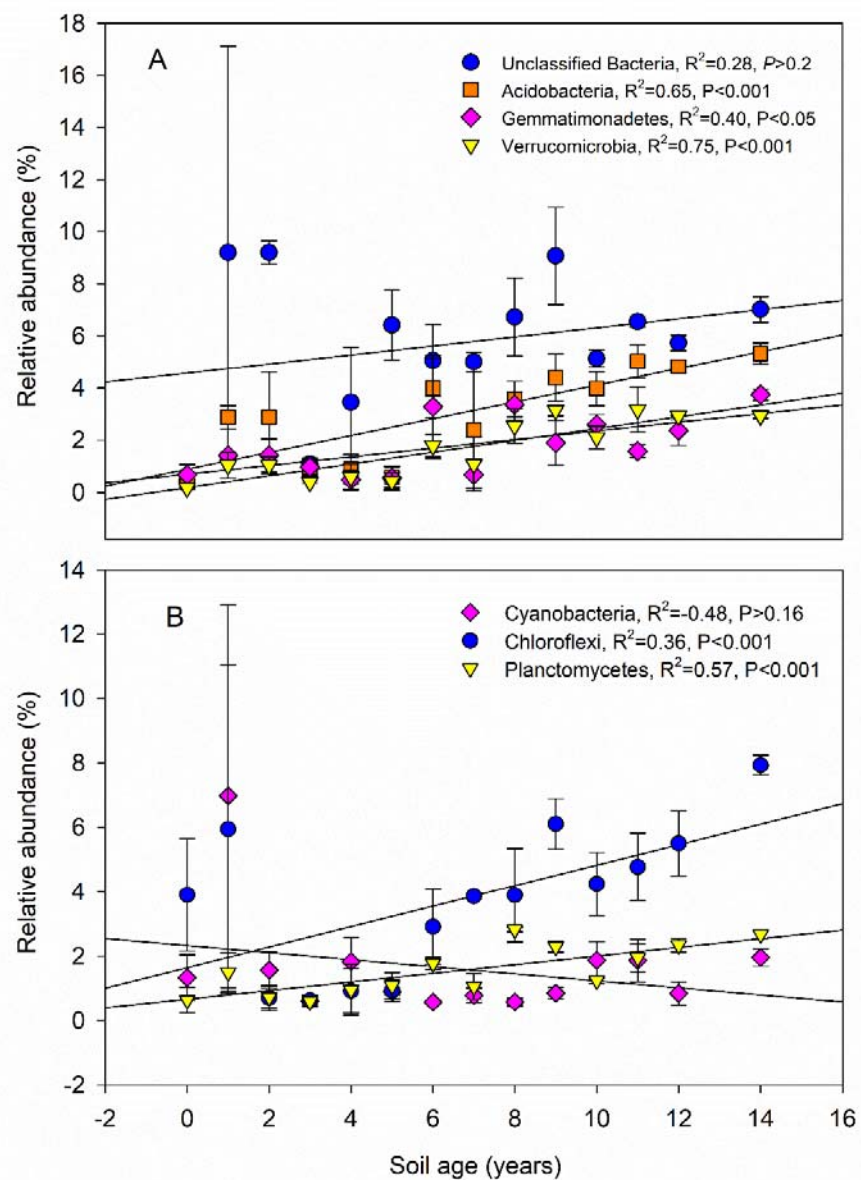 A
Unclassified Bacteria, R²=0.28, P>0.2
Acidobacteria, R²=0.65, P<0.001
Gemmatimonadetes, R²=0.40, P<0.05
Verrucomicrobia, R²=0.75, P<0.001
Relative abundance (%)
18
16
14
12
10
8
6
4
2
0
B
Cyanobacteria, R²=-0.48, P>0.16
Chloroflexi, R²=0.36, P<0.001
Planctomycetes, R²=0.57, P<0.001
Relative abundance (%)
14
12
10
8
6
4
2
0
-2
-2 0 2 4 6 8 10 12 14 16
Soil age (years)